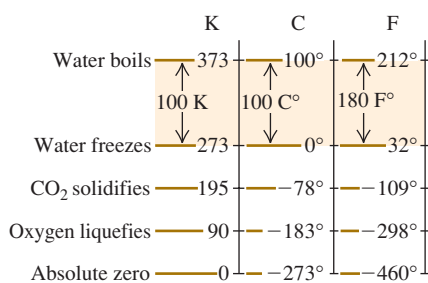 K C F
Water boils 373 100° 212°
100 K 100 C° 180 F°
Water freezes 273 0° 32°
CO₂ solidifies 195 −78° −109°
Oxygen liquefies 90 −183° −298°
Absolute zero 0 −273° −460°